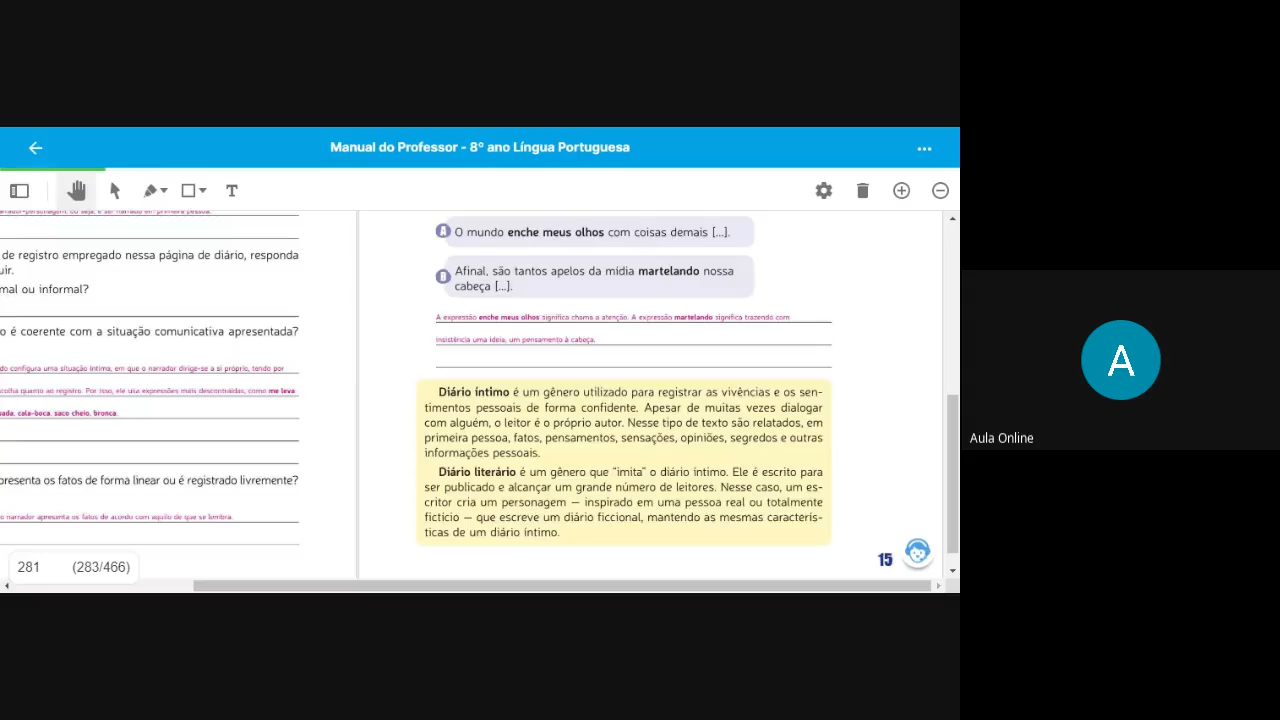 Manual do Professor - 8º ano Língua Portuguesa
T
de registro empregado nessa página de diário, responda
uir.
mal ou informal?
o é coerente com a situação comunicativa apresentada?
do configura uma situação íntima, em que o narrador dirige-se a si próprio, tendo por
colha quanto ao registro. Por isso, ele usa expressões mais descontraídas, como me leva
uada, cala-boca, saco cheio, bronca.
presenta os fatos de forma linear ou é registrado livremente?
o narrador apresenta os fatos de acordo com aquilo de que se lembra.
281 (283/466)
A O mundo enche meus olhos com coisas demais [...].
B Afinal, são tantos apelos da mídia martelando nossa
cabeça [...].
A expressão enche meus olhos significa chama a atenção. A expressão martelando significa trazendo com
insistência uma ideia, um pensamento à cabeça.
Diário íntimo é um gênero utilizado para registrar as vivências e os sen-
timentos pessoais de forma confidente. Apesar de muitas vezes dialogar
com alguém, o leitor é o próprio autor. Nesse tipo de texto são relatados, em
primeira pessoa, fatos, pensamentos, sensações, opiniões, segredos e outras
informações pessoais.
Diário literário é um gênero que "imita" o diário íntimo. Ele é escrito para
ser publicado e alcançar um grande número de leitores. Nesse caso, um es-
critor cria um personagem — inspirado em uma pessoa real ou totalmente
fictício — que escreve um diário ficcional, mantendo as mesmas caracterís-
ticas de um diário íntimo.
15
A
Aula Online